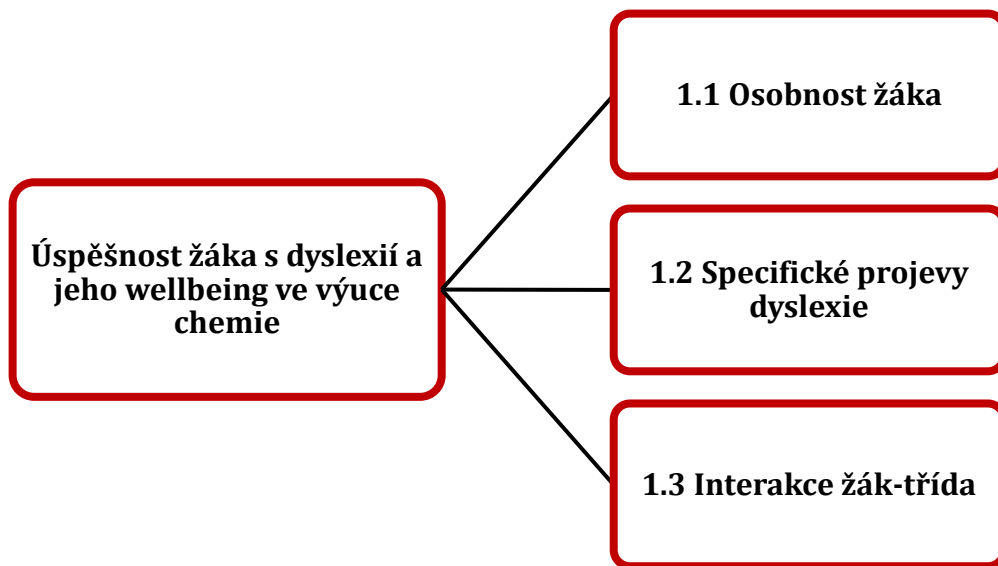 Úspěšnost žáka s dyslexií a
jeho wellbeing ve výuce
chemie
1.1 Osobnost žáka
1.2 Specifické projevy
dyslexie
1.3 Interakce žák-třída